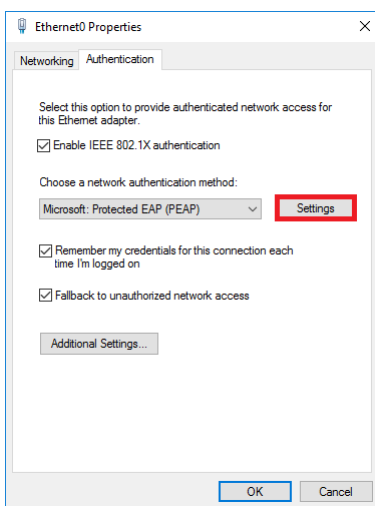 Ethernet0 Properties
Networking
Authentication
Select this option to provide authenticated network access for
this Ethernet adapter.
Enable IEEE 802.1X authentication
Choose a network authentication method:
Microsoft: Protected EAP (PEAP)
Settings
Remember my credentials for this connection each
time I'm logged on
Fallback to unauthorized network access
Additional Settings...
OK
Cancel